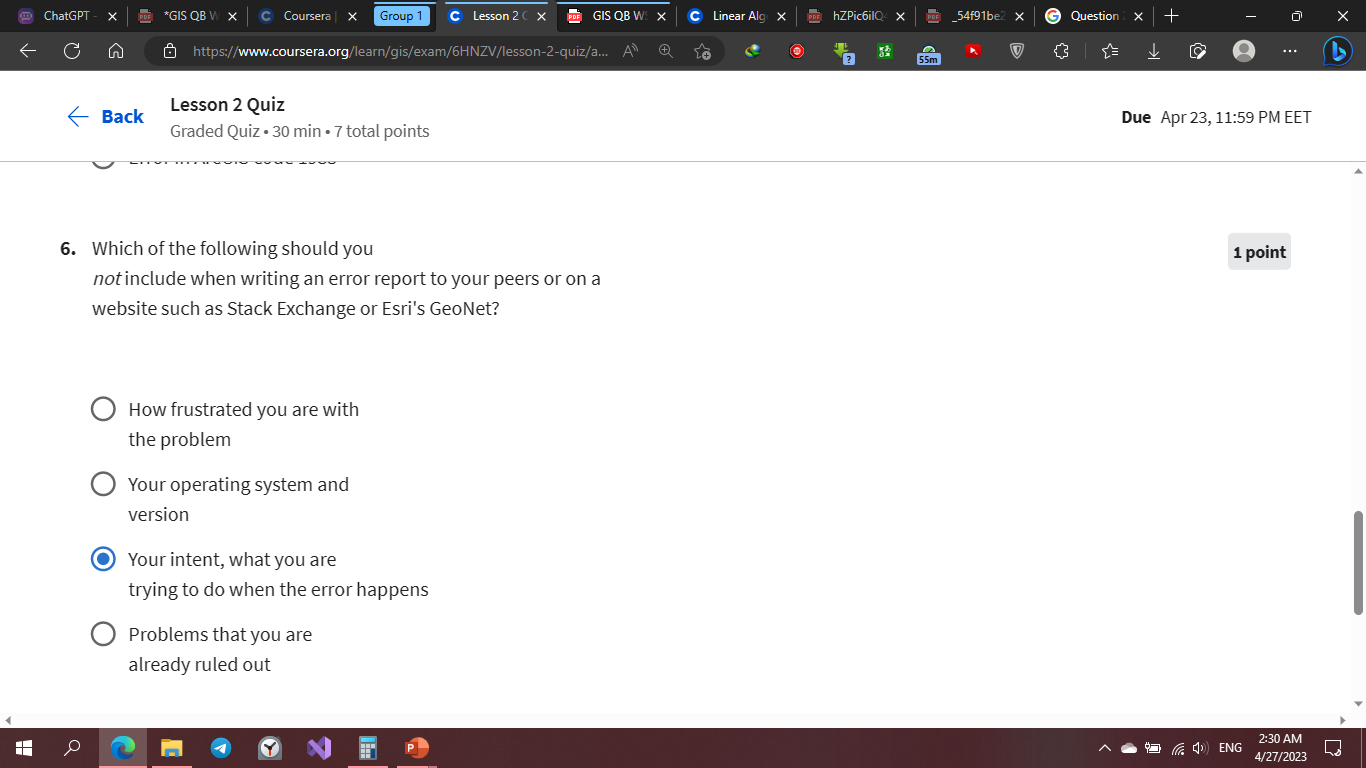 ChatGPT -
*GIS QB W
Coursera |
Group 1
Lesson 2
GIS QB W
Linear Alg
hZPic6ilQ
_54f91be2
Question
https://www.coursera.org/learn/gis/exam/6HNZV/lesson-2-quiz/a...
?
55m
Back
Lesson 2 Quiz
Graded Quiz • 30 min • 7 total points
Due Apr 23, 11:59 PM EET
6. Which of the following should you
not include when writing an error report to your peers or on a
website such as Stack Exchange or Esri's GeoNet?
1 point
How frustrated you are with
the problem
Your operating system and
version
Your intent, what you are
trying to do when the error happens
Problems that you are
already ruled out
ENG
2:30 AM
4/27/2023